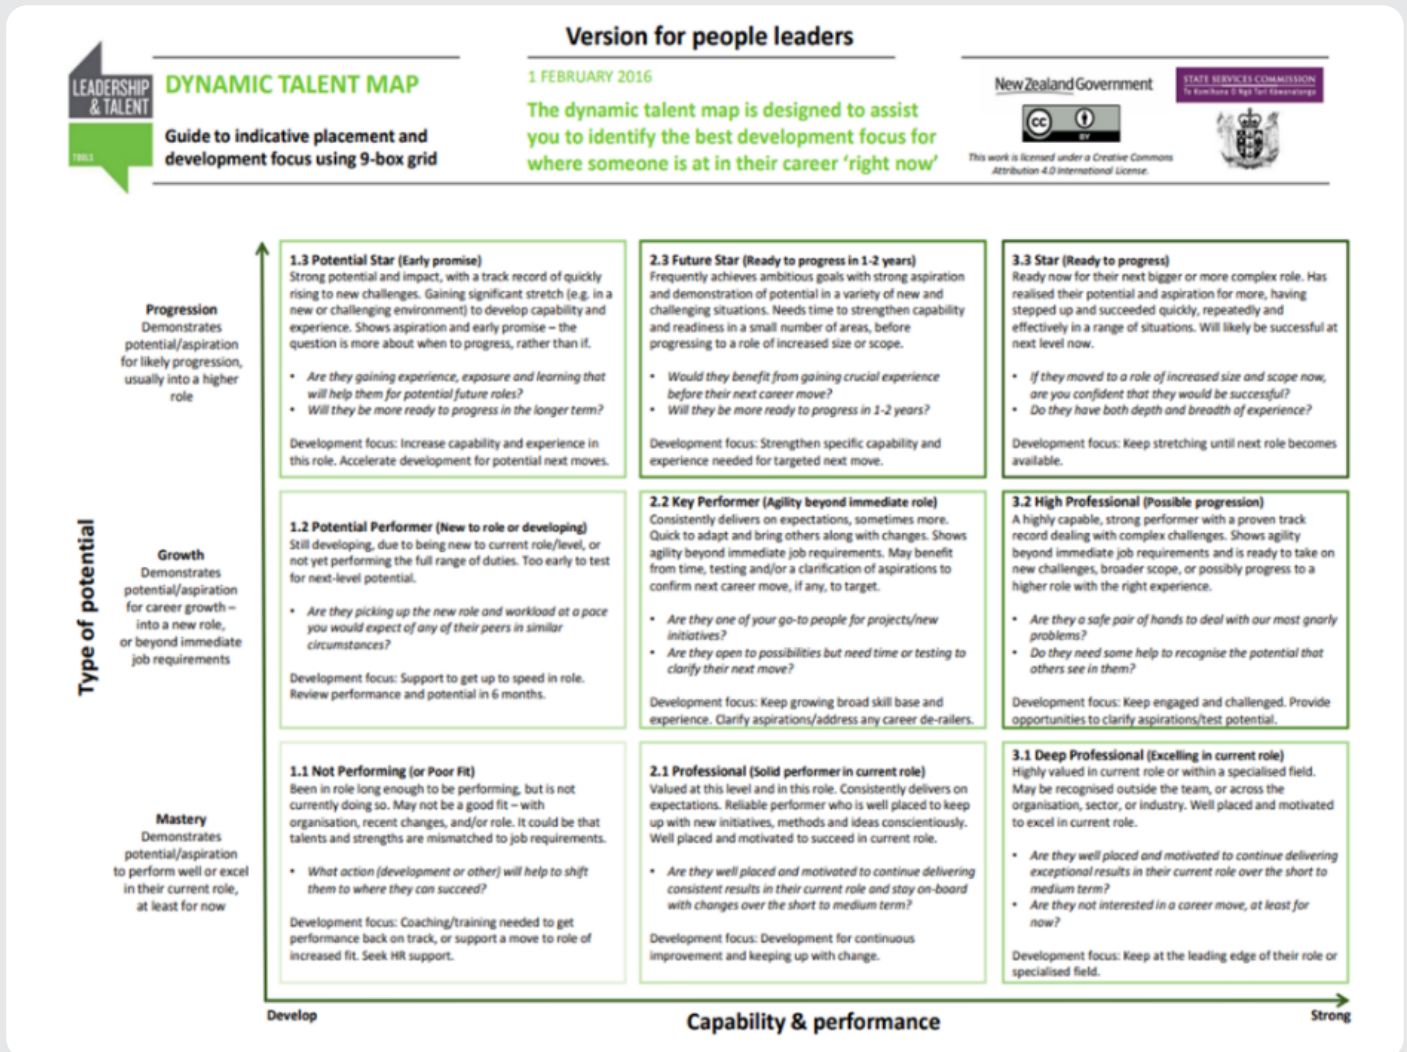 Version for people leaders
LEADERSHIP
& TALENT
TOOLS
DYNAMIC TALENT MAP
Guide to indicative placement and
development focus using 9-box grid
1 FEBRUARY 2016
The dynamic talent map is designed to assist
you to identify the best development focus for
where someone is at in their career ‘right now’
New Zealand Government
cc
BY
This work is licensed under a Creative Commons
Attribution 4.0 International License.
STATE SERVICES COMMISSION
Te Komihana O Ngā Tari Kāwanatanga
Type of potential
Progression
Demonstrates
potential/aspiration
for likely progression,
usually into a higher
role
1.3 Potential Star (Early promise)
Strong potential and impact, with a track record of quickly
rising to new challenges. Gaining significant stretch (e.g. in a
new or challenging environment) to develop capability and
experience. Shows aspiration and early promise – the
question is more about when to progress, rather than if.
• Are they gaining experience, exposure and learning that
will help them for potential future roles?
• Will they be more ready to progress in the longer term?
Development focus: Increase capability and experience in
this role. Accelerate development for potential next moves.
2.3 Future Star (Ready to progress in 1-2 years)
Frequently achieves ambitious goals with strong aspiration
and demonstration of potential in a variety of new and
challenging situations. Needs time to strengthen capability
and readiness in a small number of areas, before
progressing to a role of increased size or scope.
• Would they benefit from gaining crucial experience
before their next career move?
• Will they be more ready to progress in 1-2 years?
Development focus: Strengthen specific capability and
experience needed for targeted next move.
3.3 Star (Ready to progress)
Ready now for their next bigger or more complex role. Has
realised their potential and aspiration for more, having
stepped up and succeeded quickly, repeatedly and
effectively in a range of situations. Will likely be successful at
next level now.
• If they moved to a role of increased size and scope now,
are you confident that they would be successful?
• Do they have both depth and breadth of experience?
Development focus: Keep stretching until next role becomes
available.
Growth
Demonstrates
potential/aspiration
for career growth –
into a new role,
or beyond immediate
job requirements
1.2 Potential Performer (New to role or developing)
Still developing, due to being new to current role/level, or
not yet performing the full range of duties. Too early to test
for next-level potential.
• Are they picking up the new role and workload at a pace
you would expect of any of their peers in similar
circumstances?
Development focus: Support to get up to speed in role.
Review performance and potential in 6 months.
2.2 Key Performer (Agility beyond immediate role)
Consistently delivers on expectations, sometimes more.
Quick to adapt and bring others along with changes. Shows
agility beyond immediate job requirements. May benefit
from time, testing and/or a clarification of aspirations to
confirm next career move, if any, to target.
• Are they one of your go-to people for projects/new
initiatives?
• Are they open to possibilities but need time or testing to
clarify their next move?
Development focus: Keep growing broad skill base and
experience. Clarify aspirations/address any career de-railers.
3.2 High Professional (Possible progression)
A highly capable, strong performer with a proven track
record dealing with complex challenges. Shows agility
beyond immediate job requirements and is ready to take on
new challenges, broader scope, or possibly progress to a
higher role with the right experience.
• Are they a safe pair of hands to deal with our most gnarly
problems?
• Do they need some help to recognise the potential that
others see in them?
Development focus: Keep engaged and challenged. Provide
opportunities to clarify aspirations/test potential.
Mastery
Demonstrates
potential/aspiration
to perform well or excel
in their current role,
at least for now
1.1 Not Performing (or Poor Fit)
Been in role long enough to be performing, but is not
currently doing so. May not be a good fit – with
organisation, recent changes, and/or role. It could be that
talents and strengths are mismatched to job requirements.
• What action (development or other) will help to shift
them to where they can succeed?
Development focus: Coaching/training needed to get
performance back on track, or support a move to role of
increased fit. Seek HR support.
2.1 Professional (Solid performer in current role)
Valued at this level and in this role. Consistently delivers on
expectations. Reliable performer who is well placed to keep
up with new initiatives, methods and ideas conscientiously.
Well placed and motivated to succeed in current role.
• Are they well placed and motivated to continue delivering
consistent results in their current role and stay on-board
with changes over the short to medium term?
Development focus: Development for continuous
improvement and keeping up with change.
3.1 Deep Professional (Excelling in current role)
Highly valued in current role or within a specialised field.
May be recognised outside the team, or across the
organisation, sector, or industry. Well placed and motivated
to excel in current role.
• Are they well placed and motivated to continue delivering
exceptional results in their current role over the short to
medium term?
• Are they not interested in a career move, at least for
now?
Development focus: Keep at the leading edge of their role or
specialised field.
Develop
Capability & performance
Strong